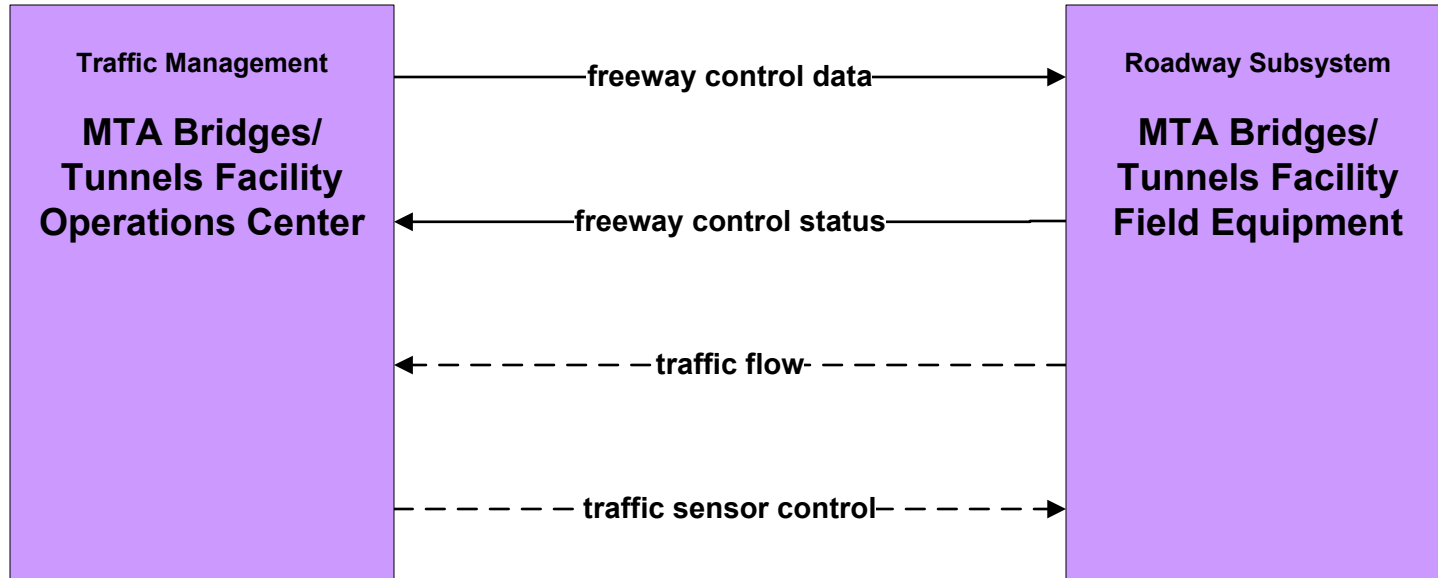 Traffic Management
MTA Bridges/
Tunnels Facility
Operations Center
freeway control data
freeway control status
traffic flow
traffic sensor control
Roadway Subsystem
MTA Bridges/
Tunnels Facility
Field Equipment